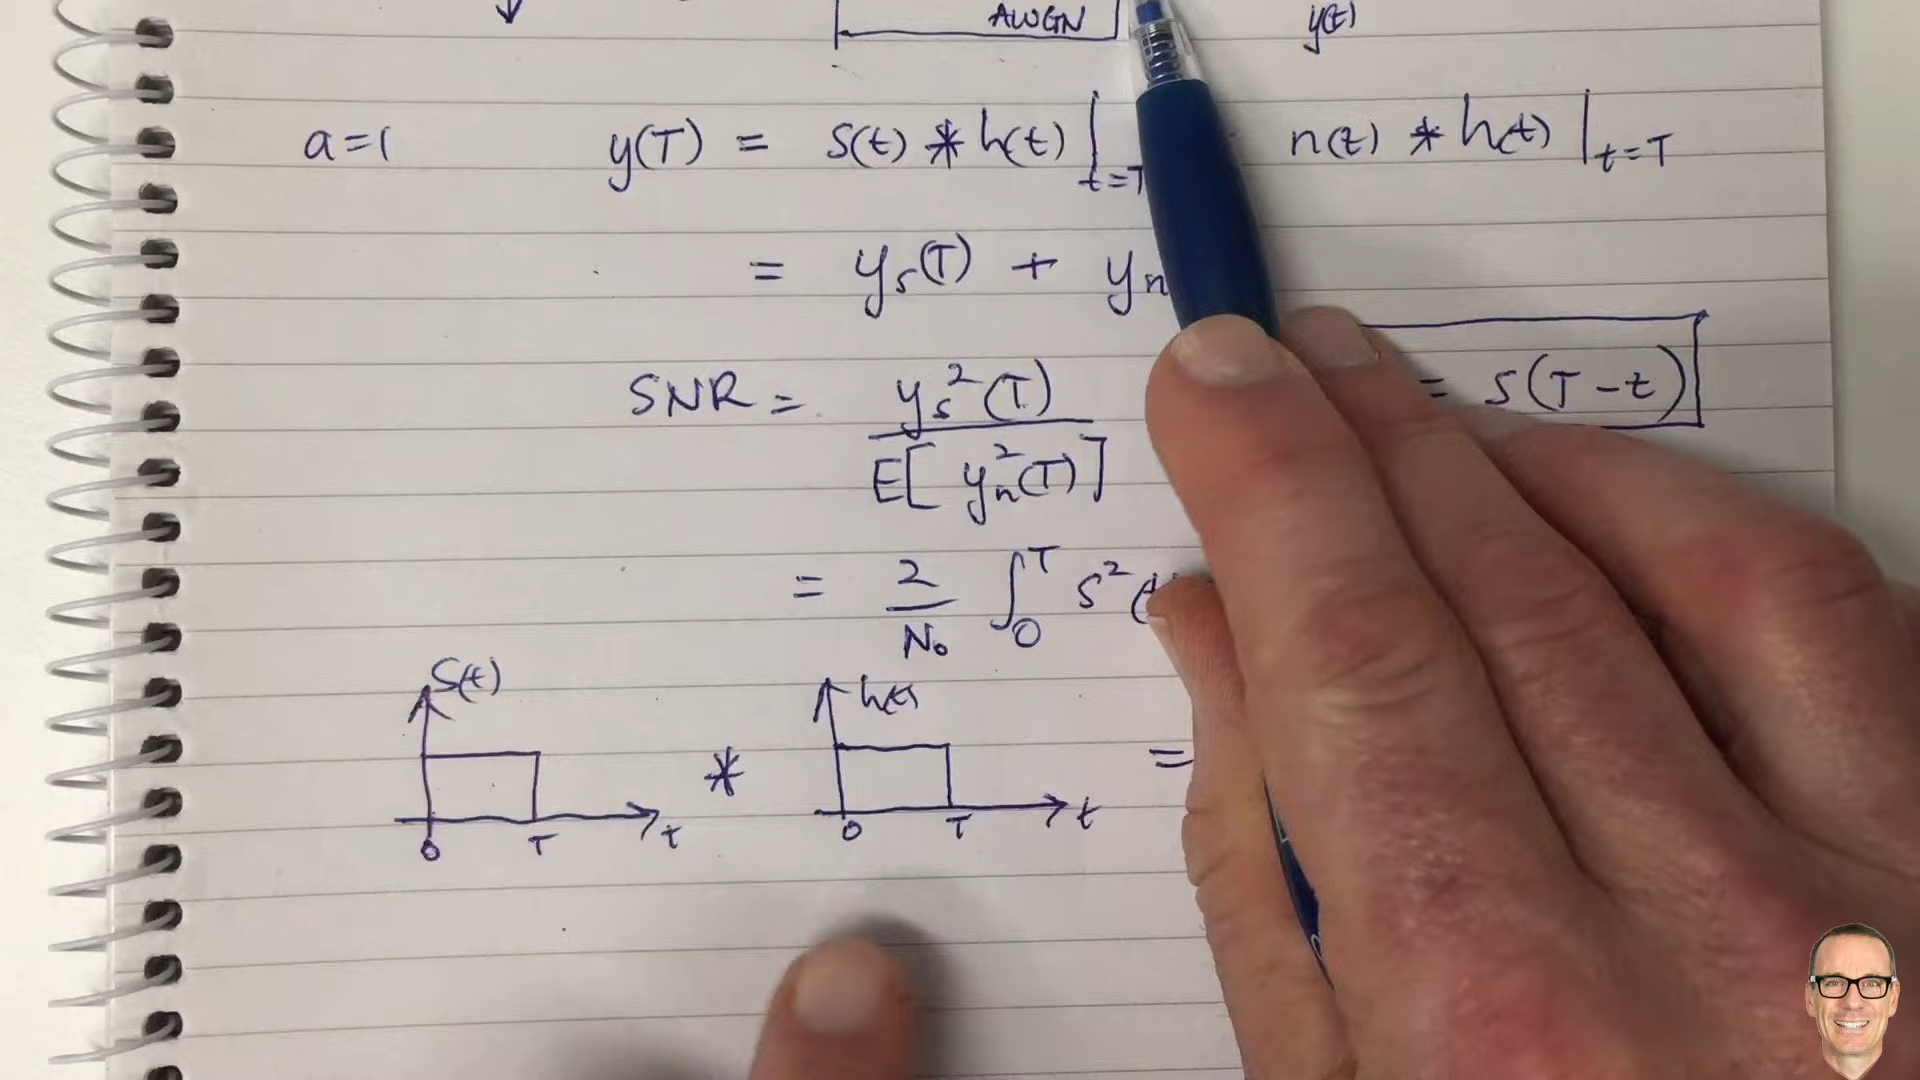 AWGN y(t)
a=1 y(T) = s(t) * h(t) |t=T n(t) * h(t) |t=T
= ys(T) + yn
SNR = ys²(T) / E[yn²(T)] = s(T-t)
= 2/N₀ ∫₀ᵀ s²(
S(t) h(t)
* =
0 T t 0 T t